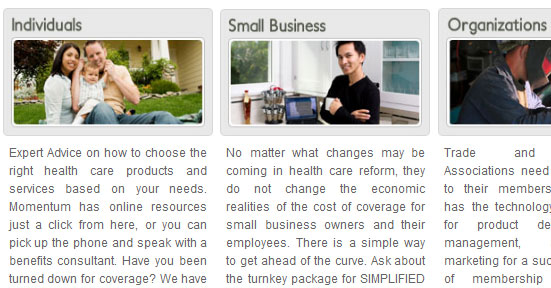 Individuals
Expert Advice on how to choose the
right health care products and
services based on your needs.
Momentum has online resources
just a click from here, or you can
pick up the phone and speak with a
benefits consultant. Have you been
turned down for coverage? We have
Small Business
No matter what changes may be
coming in health care reform, they
do not change the economic
realities of the cost of coverage for
small business owners and their
employees. There is a simple way
to get ahead of the curve. Ask about
the turnkey package for SIMPLIFIED
Organizations
Trade and
Associations need
to their members
has the technology
for product de
management,
marketing for a suc
of membership